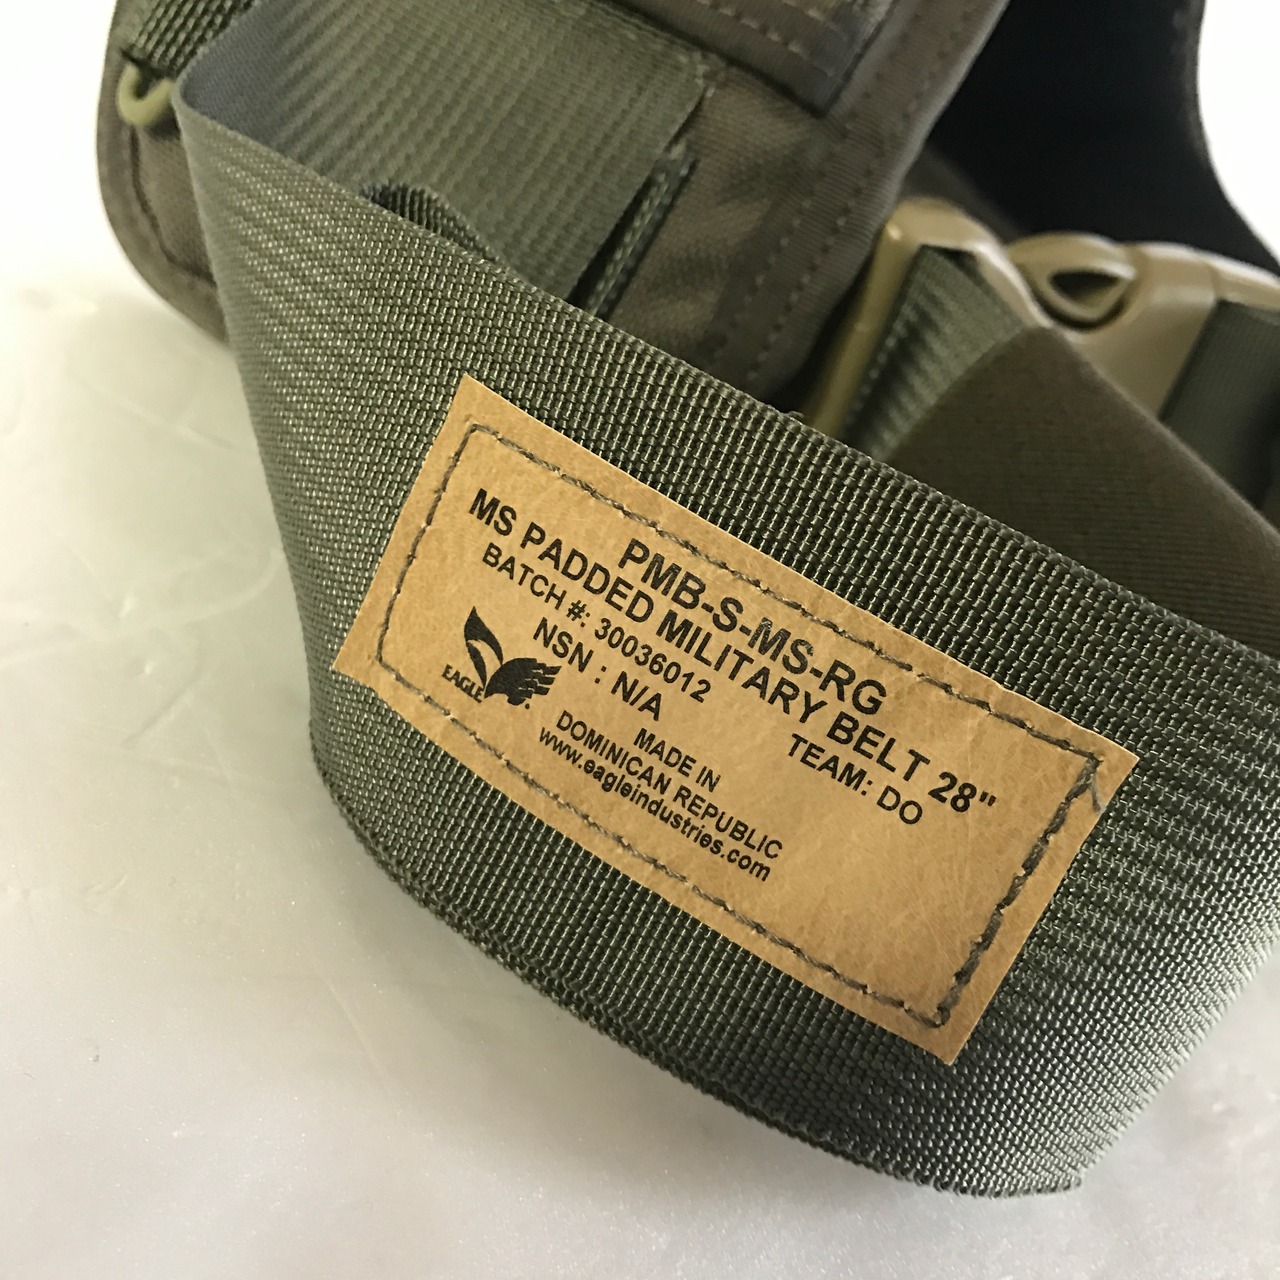 PMB-S-MS-RG
MS PADDED MILITARY BELT 28"
BATCH #: 30036012
TEAM: DO
NSN : N/A
EAGLE
MADE IN
DOMINICAN REPUBLIC
www.eagleindustries.com